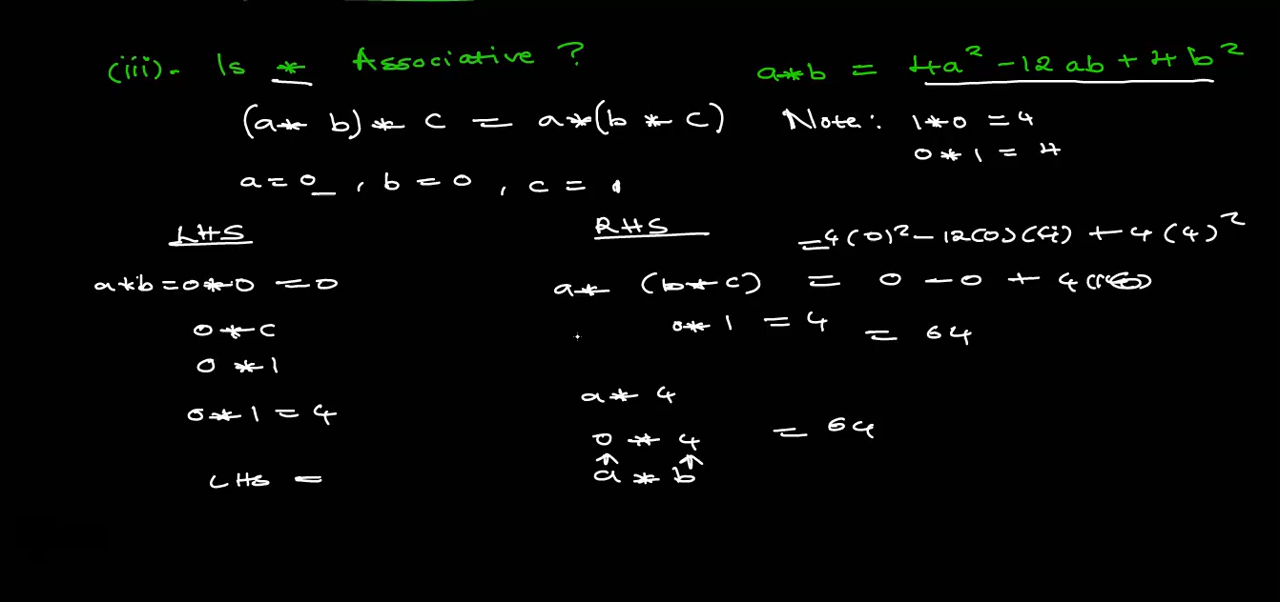 (iii). Is * Associative ?
a*b = 4a² - 12ab + 4b²
(a* b)* c = a*(b * c)
Note: 1*0 = 4
0*1 = 4
a = 0 , b = 0 , c = 1
LHS
a*b = 0*0 = 0
0*c
0 *1
0*1 = 4
LHS =
RHS
= 4(0)² - 12(0)(4) + 4(4)²
a* (b*c) = 0 - 0 + 4(16)
0*1 = 4 = 64
a* 4
0 * 4 = 64
a * b